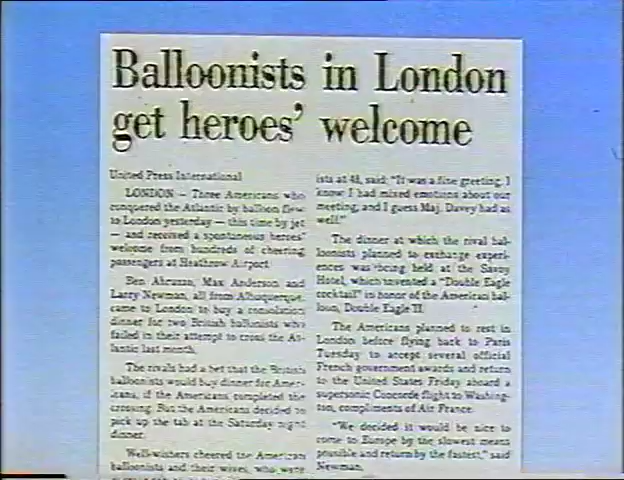 Balloonists in London
get heroes' welcome
United Press International
LONDON — Three Americans who
conquered the Atlantic by balloon flew
to London yesterday — this time by jet
— and received a spontaneous heroes'
welcome from hundreds of cheering
passengers at Heathrow Airport.
Ben Abruzzo, Max Anderson and
Larry Newman, all from Albuquerque,
came to London to buy a consolation
dinner for two British balloonists who
failed in their attempt to cross the At-
lantic last month.
The rivals had a bet that the British
balloonists would buy dinner for Amer-
icans, if the Americans completed the
crossing. But the Americans decided to
pick up the tab at the Saturday night
dinner.
Well-wishers cheered the American
balloonists and their wives, who were
ists at 48, said: "It was a fine greeting. I
know I had mixed emotions about our
meeting, and I guess Maj. Davey had as
well."
The dinner at which the rival bal-
loonists planned to exchange experi-
ences was being held at the Savoy
Hotel, which invented a "Double Eagle
cocktail" in honor of the American bal-
loon, Double Eagle II.
The Americans planned to rest in
London before flying back to Paris
Tuesday to accept several official
French government awards and return
to the United States Friday aboard a
supersonic Concorde flight to Washing-
ton, compliments of Air France.
"We decided it would be nice to
come to Europe by the slowest means
possible and return by the fastest," said
Newman.